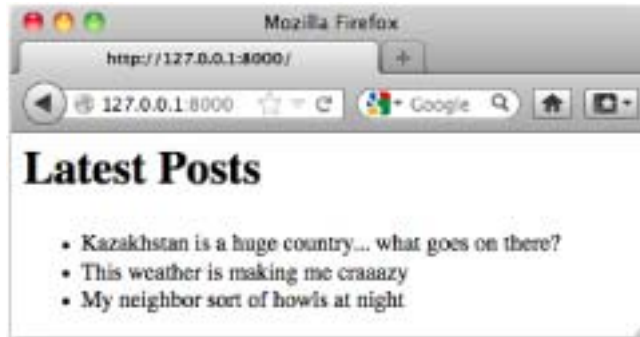 Mozilla Firefox
http://127.0.0.1:8000/
127.0.0.1:8000
Google
Latest Posts
• Kazakhstan is a huge country... what goes on there?
• This weather is making me craaazy
• My neighbor sort of howls at night